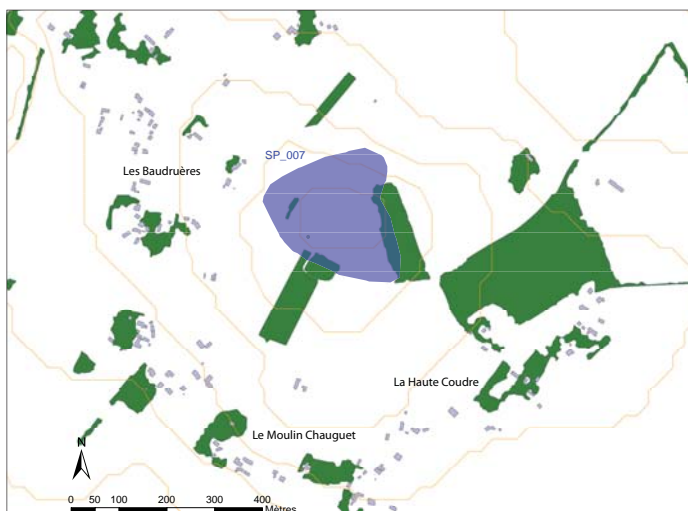 SP_007
Les Baudruères
La Haute Coudre
Le Moulin Chauguet
N
0 50 100 200 300 400
Mètres